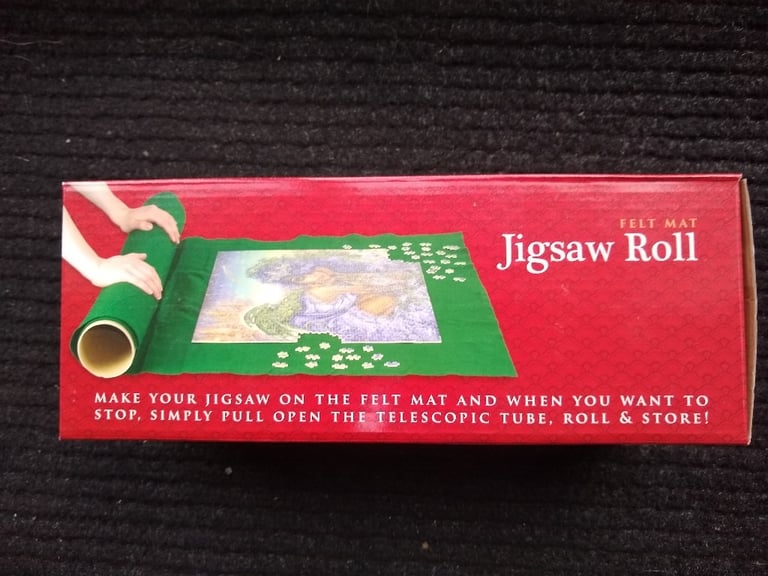 FELT MAT
Jigsaw Roll
MAKE YOUR JIGSAW ON THE FELT MAT AND WHEN YOU WANT TO
STOP, SIMPLY PULL OPEN THE TELESCOPIC TUBE, ROLL & STORE!